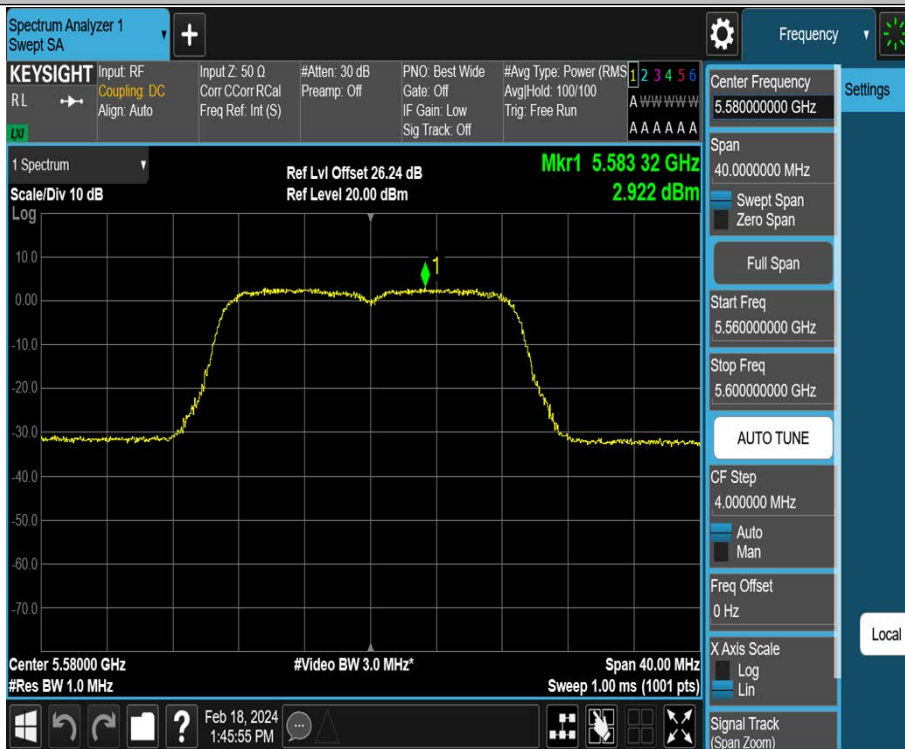 Spectrum Analyzer 1
Swept SA
+
Frequency
KEYSIGHT
RL
LXI
Input: RF
Coupling: DC
Align: Auto
Input Z: 50 Ω
Corr CCorr RCal
Freq Ref: Int (S)
#Atten: 30 dB
Preamp: Off
PNO: Best Wide
Gate: Off
IF Gain: Low
Sig Track: Off
#Avg Type: Power (RMS
Avg|Hold: 100/100
Trig: Free Run
1 2 3 4 5 6
A W W W W W
A A A A A A
1 Spectrum
Scale/Div 10 dB
Ref Lvl Offset 26.24 dB
Ref Level 20.00 dBm
Mkr1 5.583 32 GHz
2.922 dBm
Log
10.0
0.00
-10.0
-20.0
-30.0
-40.0
-50.0
-60.0
-70.0
1
Center 5.58000 GHz
#Res BW 1.0 MHz
#Video BW 3.0 MHz*
Span 40.00 MHz
Sweep 1.00 ms (1001 pts)
Feb 18, 2024
1:45:55 PM
?
Center Frequency
5.580000000 GHz
Span
40.0000000 MHz
Swept Span
Zero Span
Full Span
Start Freq
5.560000000 GHz
Stop Freq
5.600000000 GHz
AUTO TUNE
CF Step
4.000000 MHz
Auto
Man
Freq Offset
0 Hz
X Axis Scale
Log
Lin
Signal Track
(Span Zoom)
Settings
Local